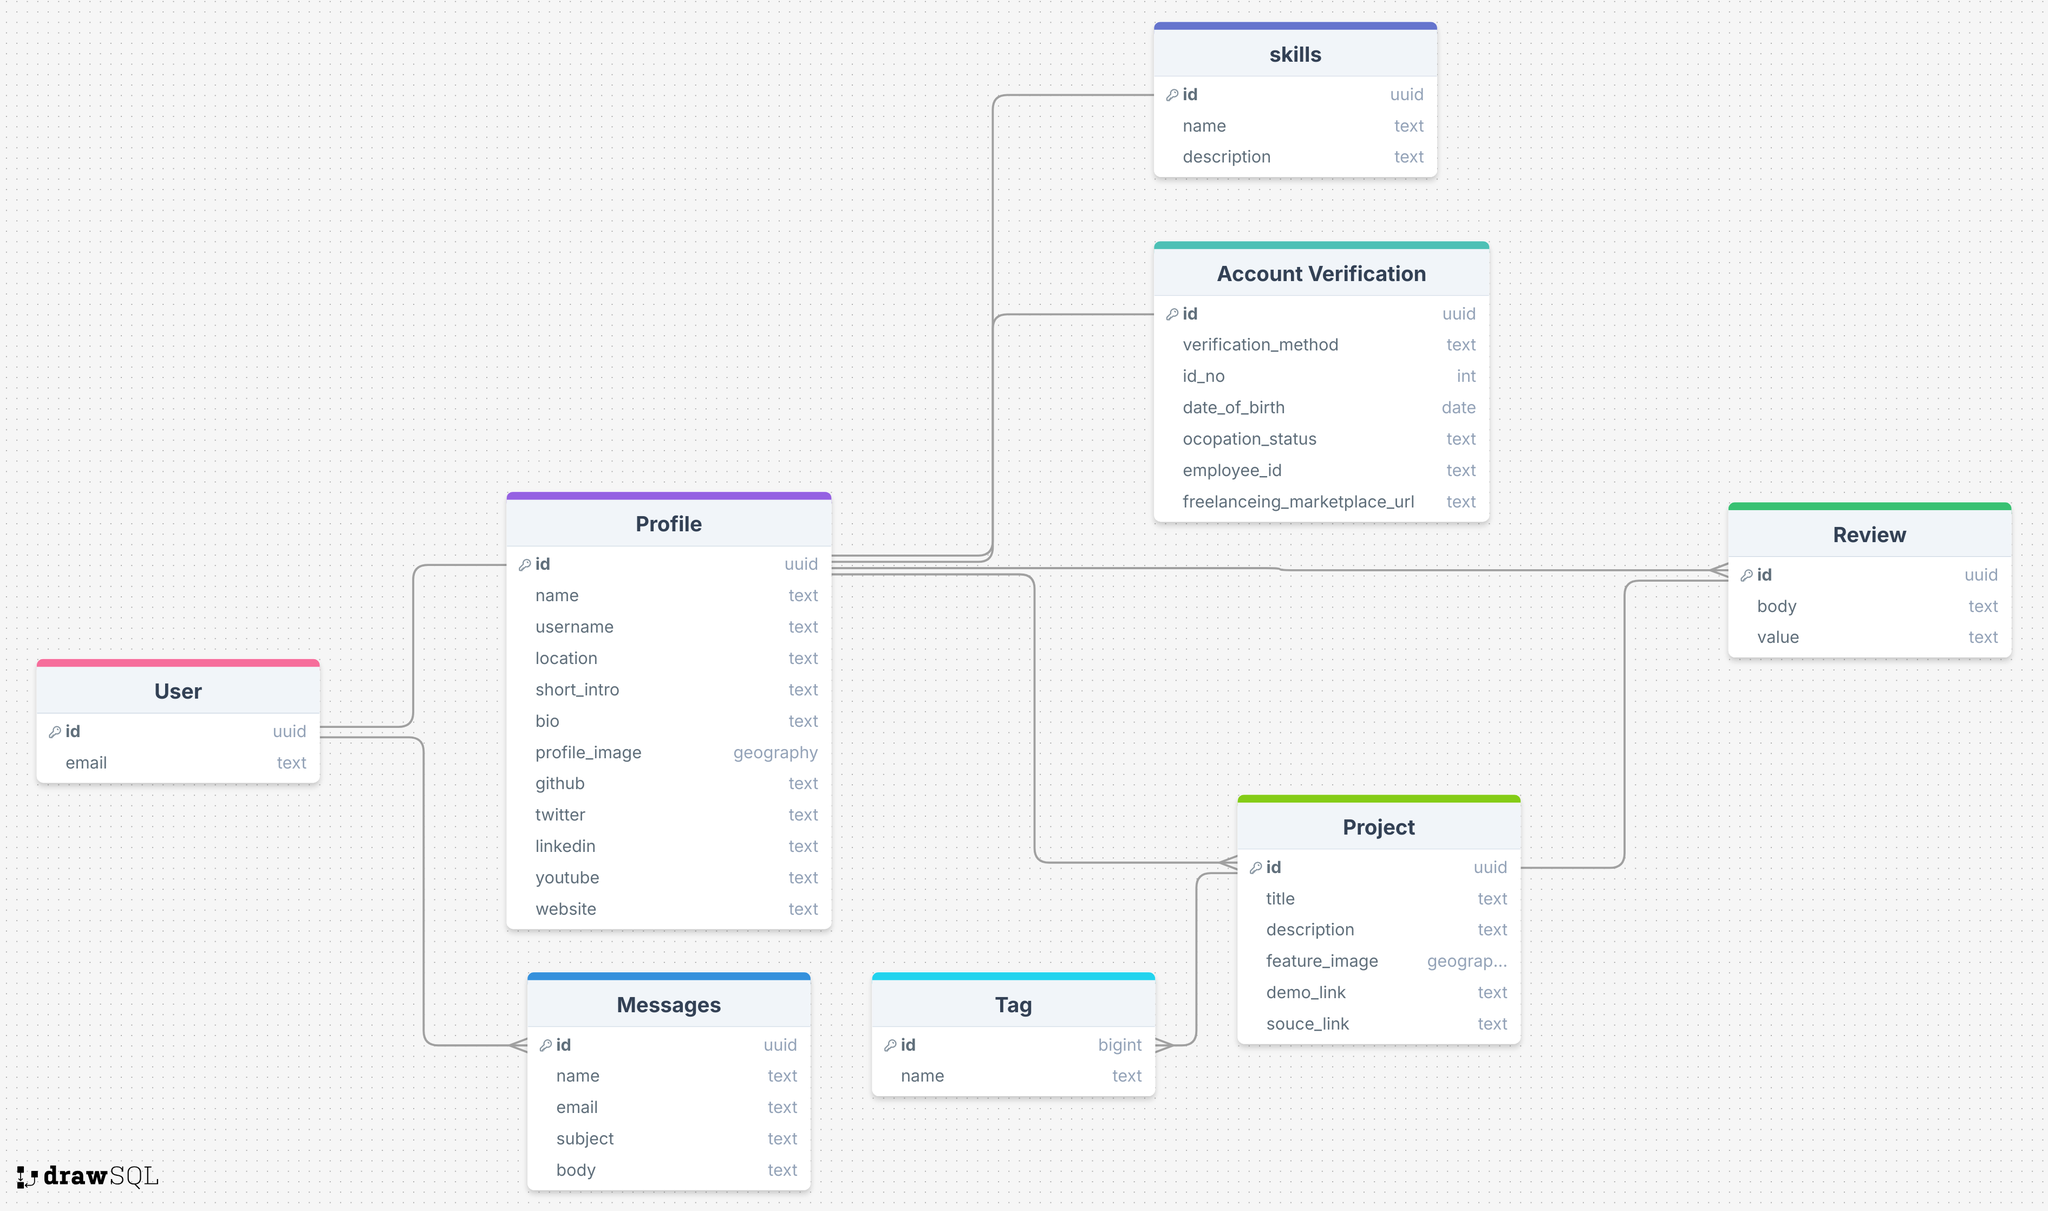 skills
id uuid
name text
description text
Account Verification
id uuid
verification_method text
id_no int
date_of_birth date
ocopation_status text
employee_id text
freelanceing_marketplace_url text
Profile
id uuid
name text
username text
location text
short_intro text
bio text
profile_image geography
github text
twitter text
linkedin text
youtube text
website text
Review
id uuid
body text
value text
User
id uuid
email text
Project
id uuid
title text
description text
feature_image geograp...
demo_link text
souce_link text
Messages
id uuid
name text
email text
subject text
body text
Tag
id bigint
name text
drawSQL